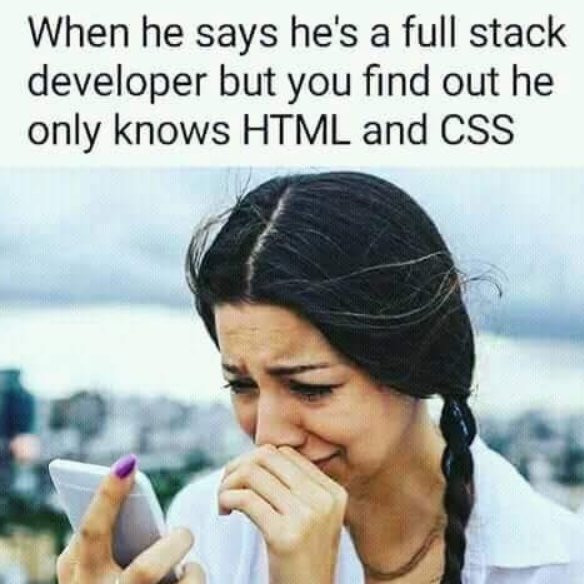 When he says he's a full stack
developer but you find out he
only knows HTML and CSS